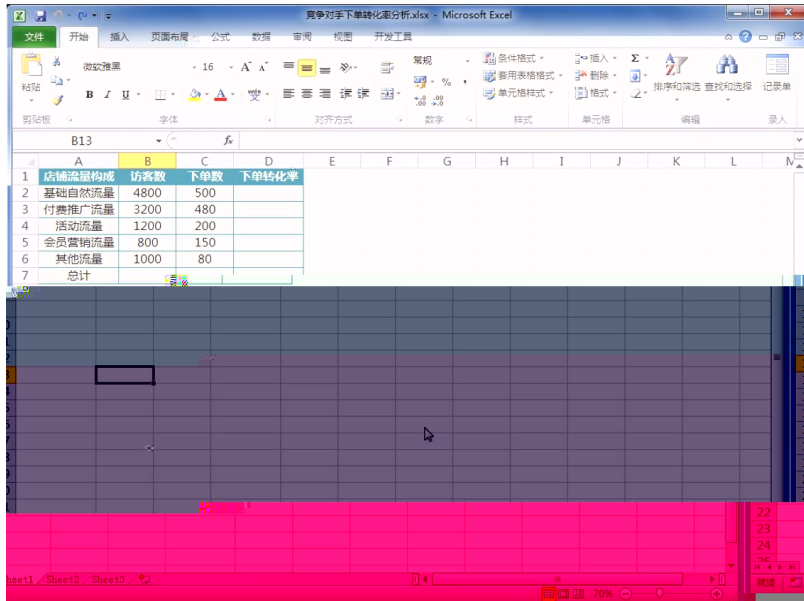 竞争对手下单转化率分析.xlsx - Microsoft Excel
文件 开始 插入 页面布局 公式 数据 审阅 视图 开发工具
粘贴 微软雅黑 16 A A 常规 条件格式 插入 Σ
B I U A 变 % , 套用表格格式 删除 排序和筛选 查找和选择 记录单
单元格样式 格式
剪贴板 字体 对齐方式 数字 样式 单元格 编辑 录入
B13 fx
A B C D E F G H I J K L
1 店铺流量构成 访客数 下单数 下单转化率
2 基础自然流量 4800 500
3 付费推广流量 3200 480
4 活动流量 1200 200
5 会员营销流量 800 150
6 其他流量 1000 80
7 总计
22
23
24
Sheet2 Sheet3
就绪
70%